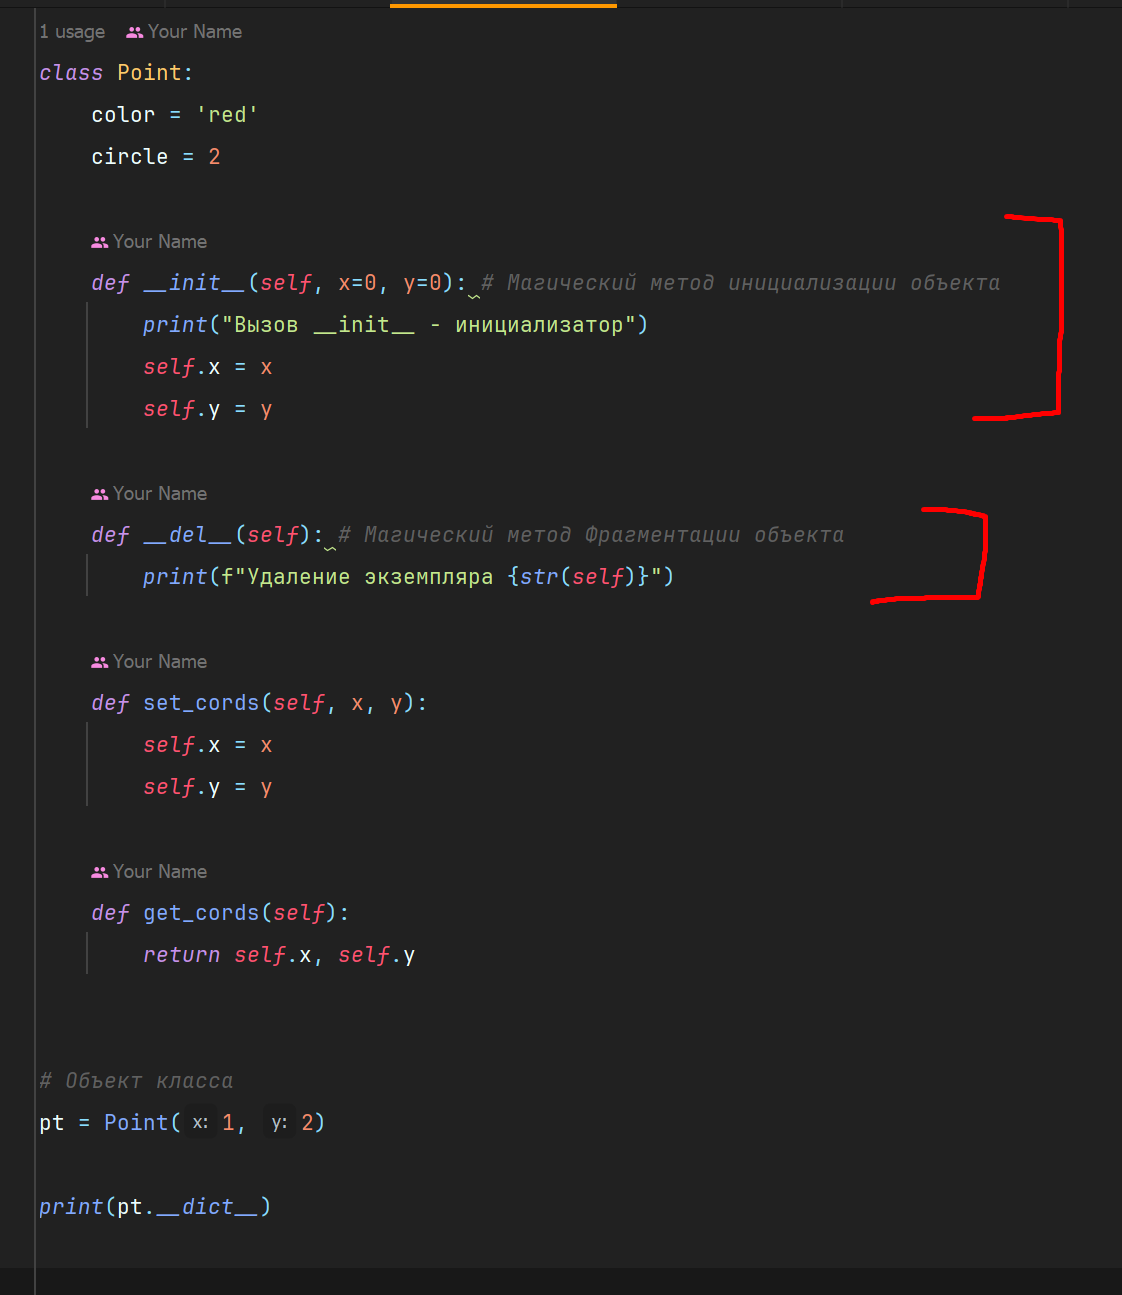 1 usage Your Name
class Point:
color = 'red'
circle = 2
Your Name
def __init__(self, x=0, y=0): # Магический метод инициализации объекта
print("Вызов __init__ - инициализатор")
self.x = x
self.y = y
Your Name
def __del__(self): # Магический метод Фрагментации объекта
print(f"Удаление экземпляра {str(self)}")
Your Name
def set_cords(self, x, y):
self.x = x
self.y = y
Your Name
def get_cords(self):
return self.x, self.y
# Объект класса
pt = Point( x: 1, y: 2)
print(pt.__dict__)